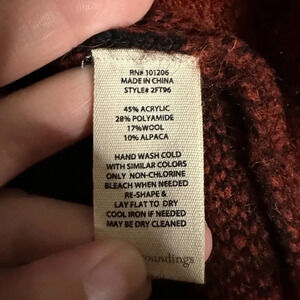 RN# 101206
MADE IN CHINA
STYLE# 2FT96
45% ACRYLIC
28% POLYAMIDE
17%WOOL
10% ALPACA
HAND WASH COLD
WITH SIMILAR COLORS
ONLY NON-CHLORINE
BLEACH WHEN NEEDED
RE-SHAPE &
LAY FLAT TO DRY
COOL IRON IF NEEDED
MAY BE DRY CLEANED
oundings